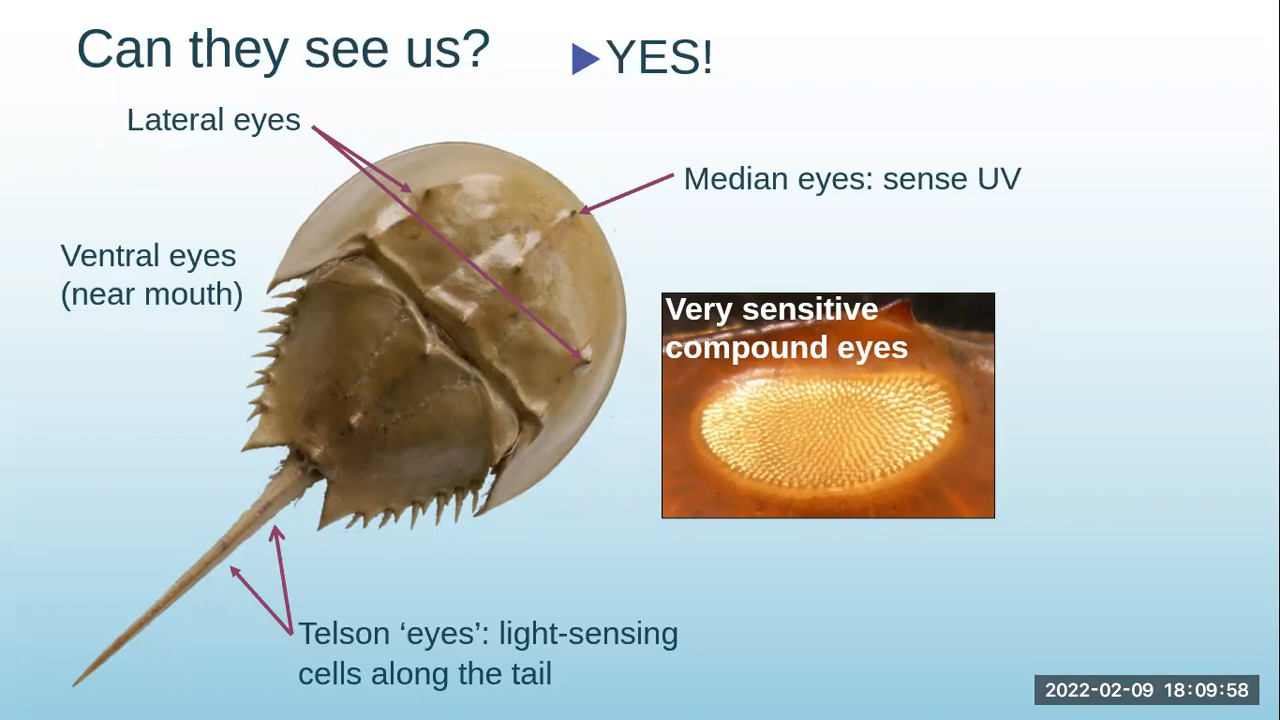 Can they see us?
YES!
Lateral eyes
Median eyes: sense UV
Ventral eyes
(near mouth)
Very sensitive
compound eyes
Telson ‘eyes’: light-sensing
cells along the tail
2022-02-09 18:09:58